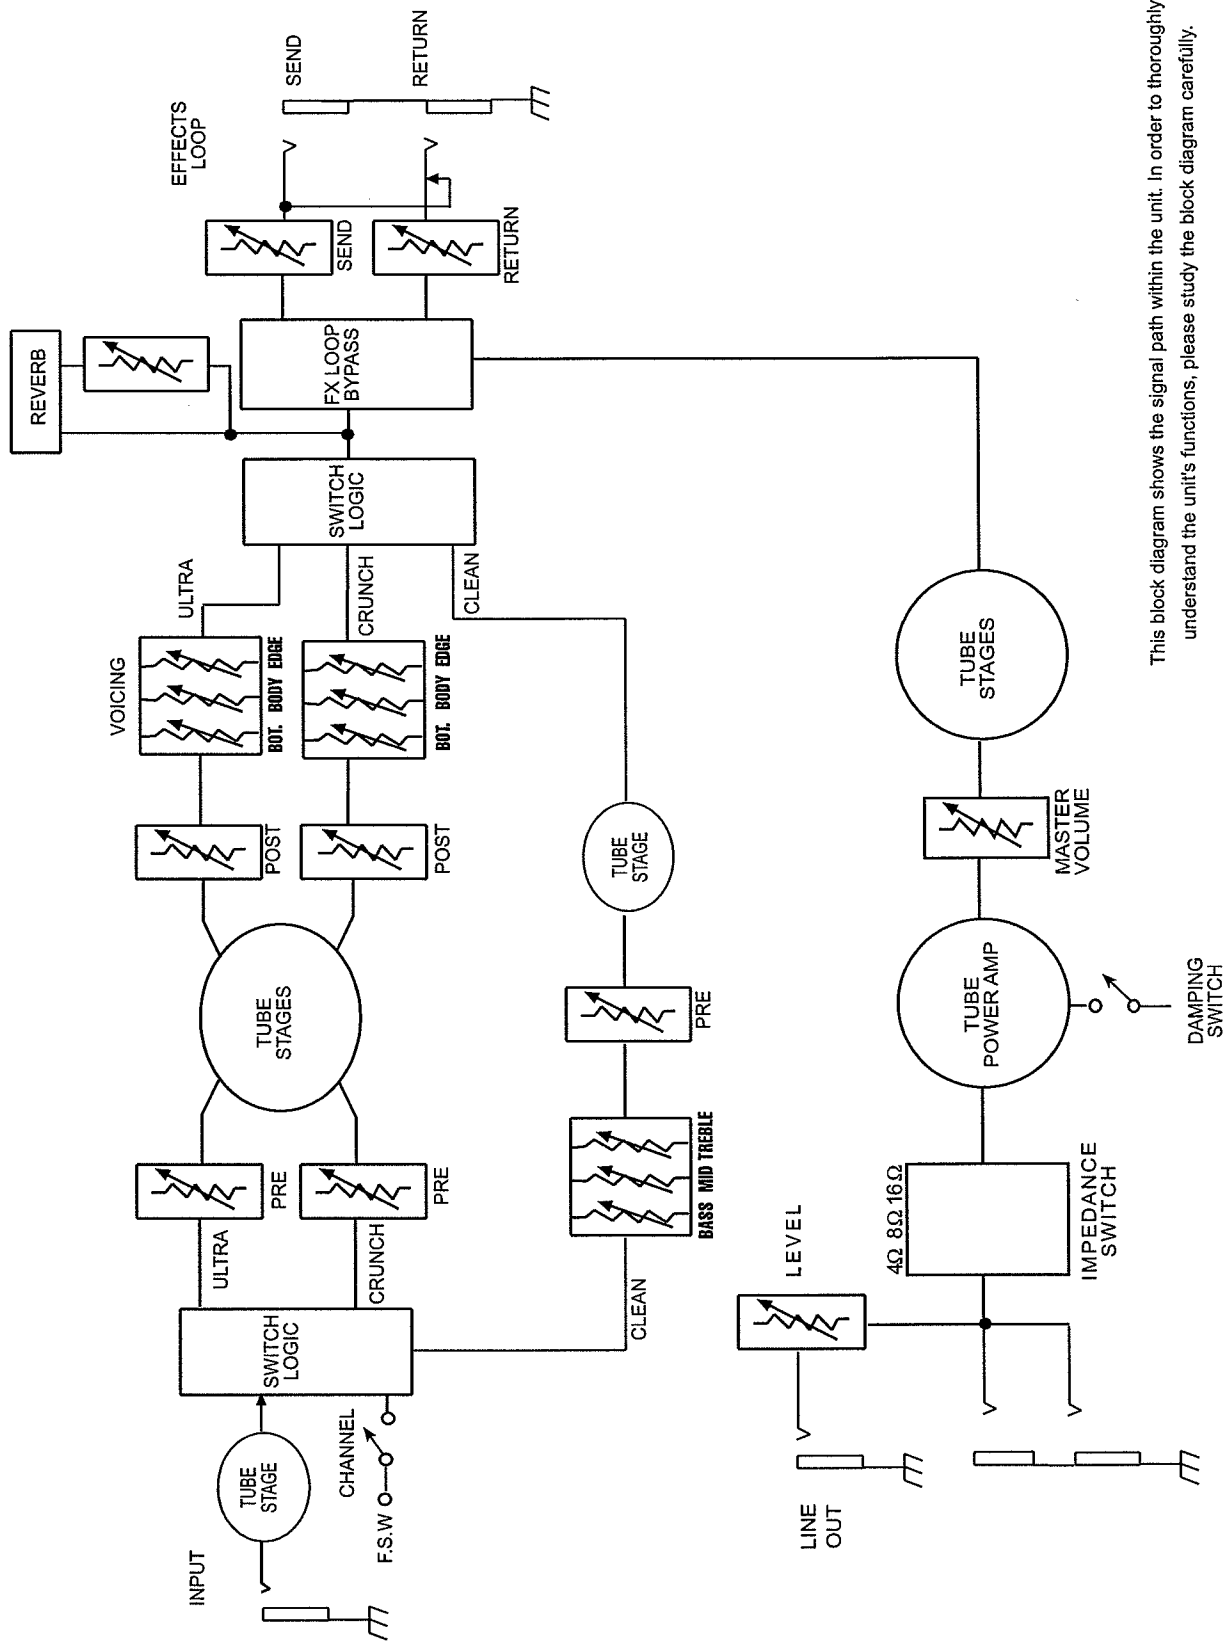 INPUT
TUBE
STAGE
CHANNEL
F.S.W
SWITCH
LOGIC
ULTRA
CRUNCH
CLEAN
PRE
PRE
TUBE
STAGES
POST
POST
VOICING
BOT. BODY EDGE
BOT. BODY EDGE
ULTRA
CRUNCH
CLEAN
BASS MID TREBLE
PRE
TUBE
STAGE
SWITCH
LOGIC
REVERB
FX LOOP
BYPASS
SEND
RETURN
EFFECTS
LOOP
SEND
RETURN
LINE
OUT
LEVEL
4Ω 8Ω 16Ω
IMPEDANCE
SWITCH
TUBE
POWER AMP
DAMPING
SWITCH
MASTER
VOLUME
TUBE
STAGES
This block diagram shows the signal path within the unit. In order to thoroughly
understand the unit's functions, please study the block diagram carefully.